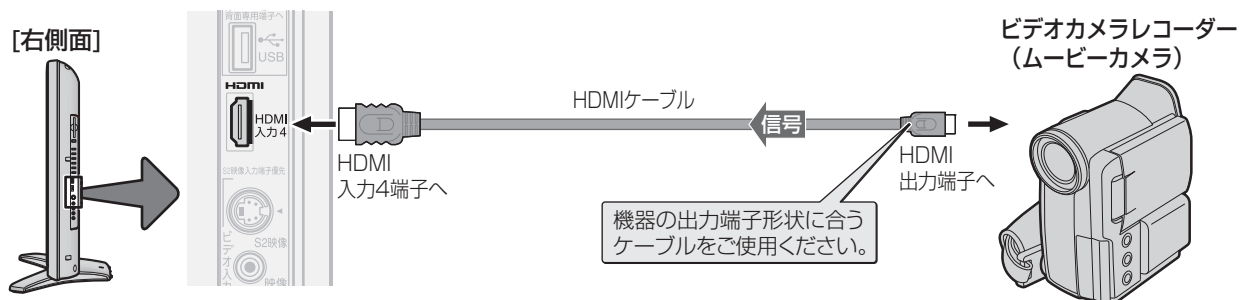 [右側面]
背面専用端子へ
USB
HDMI
HDMI
入力4
S2映像入力端子優先
S2映像
ビデオ入力
映像
HDMI
入力4端子へ
HDMIケーブル
信号
HDMI
出力端子へ
機器の出力端子形状に合う
ケーブルをご使用ください。
ビデオカメラレコーダー
（ムービーカメラ）